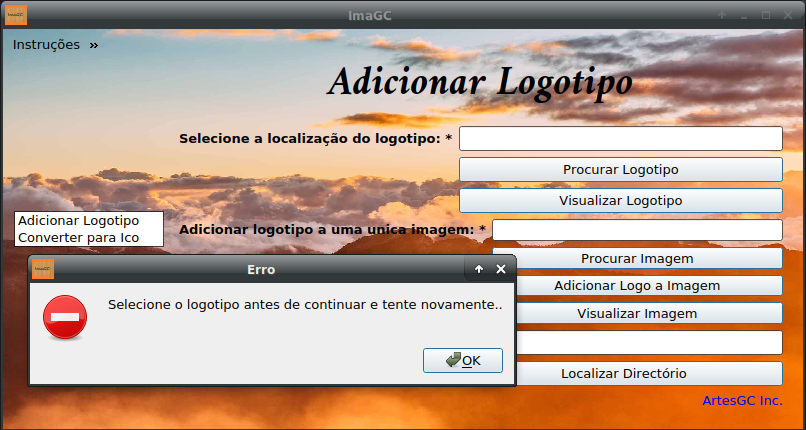 imaGC
Instruções »
Adicionar Logotipo
Selecione a localização do logotipo: *
Procurar Logotipo
Visualizar Logotipo
Adicionar Logotipo
Converter para Ico
Adicionar logotipo a uma unica imagem: *
Procurar Imagem
Adicionar Logo a Imagem
Visualizar Imagem
Localizar Directório
ArtesGC Inc.
Erro
Selecione o logotipo antes de continuar e tente novamente..
OK